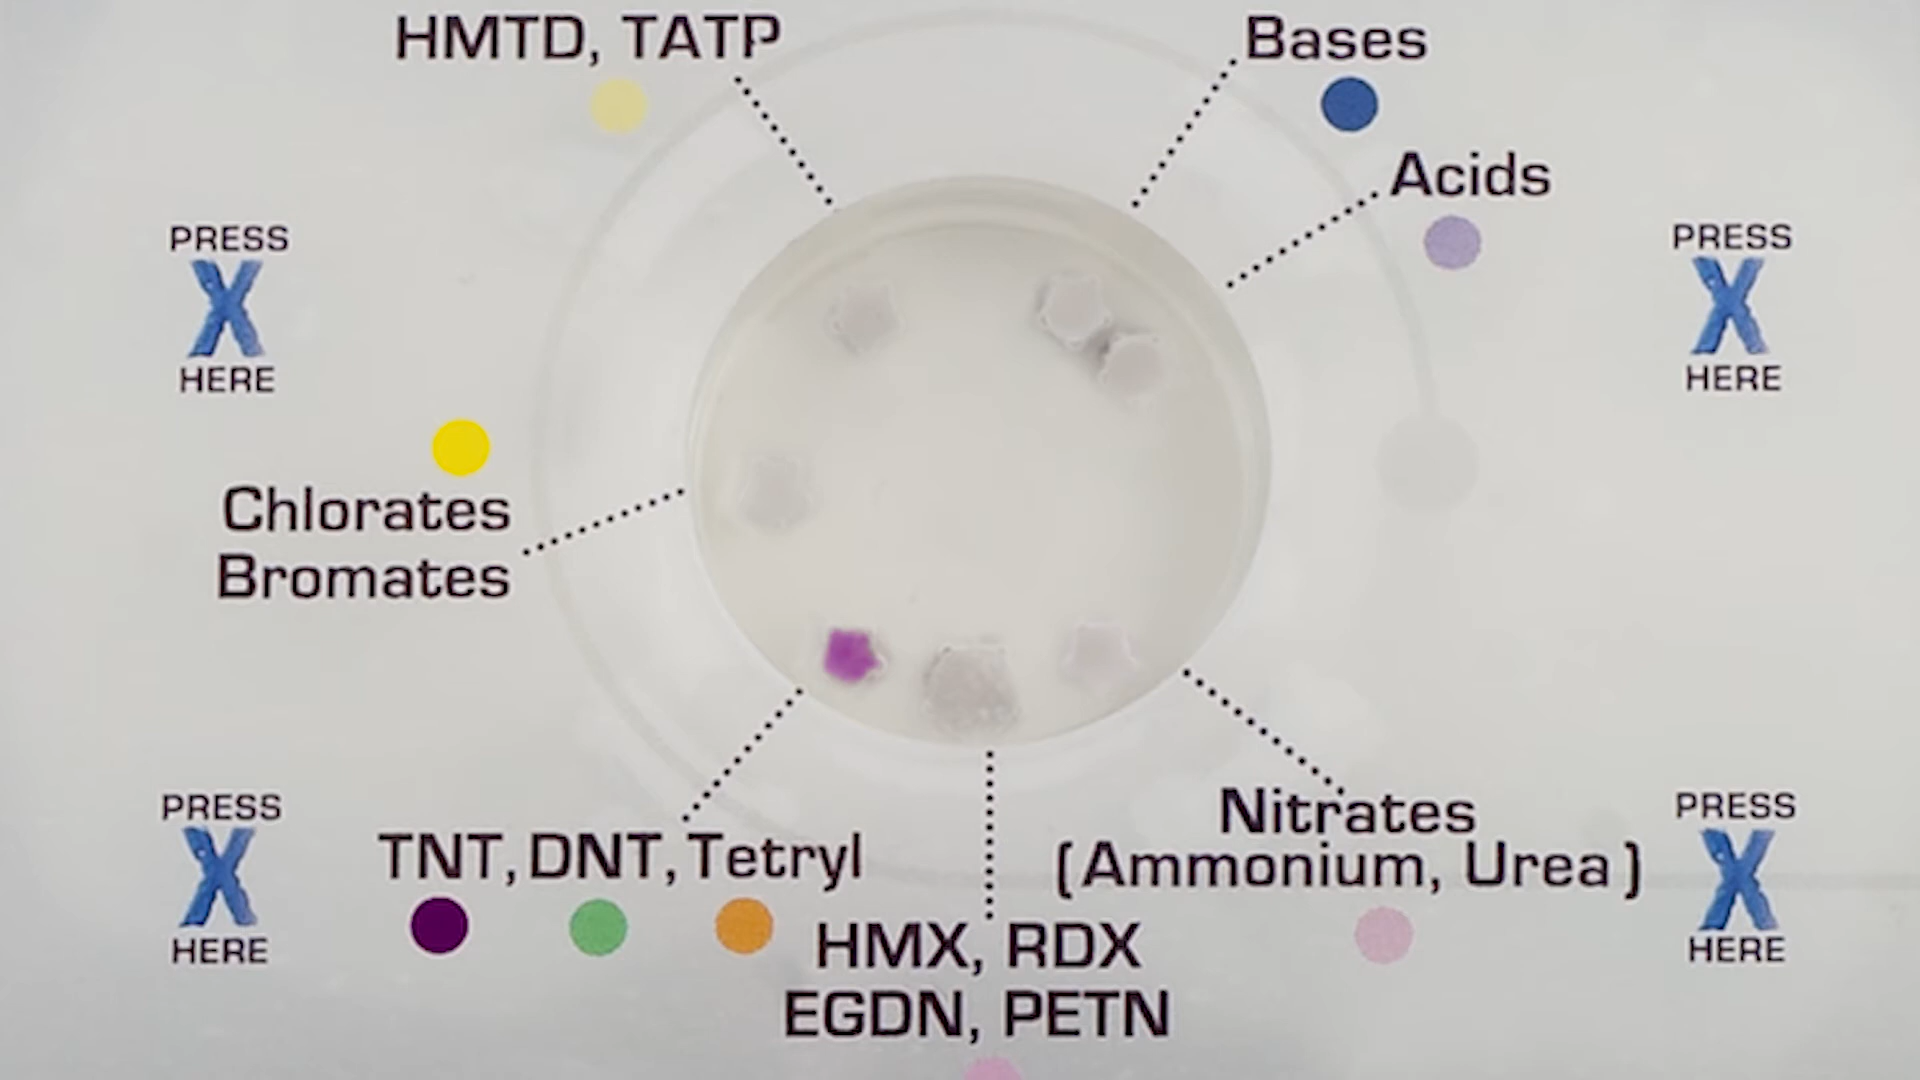 HMTD, TATP
Bases
Acids
PRESS
X
HERE
PRESS
X
HERE
Chlorates
Bromates
PRESS
X
HERE
TNT, DNT, Tetryl
Nitrates
(Ammonium, Urea)
PRESS
X
HERE
HMX, RDX
EGDN, PETN